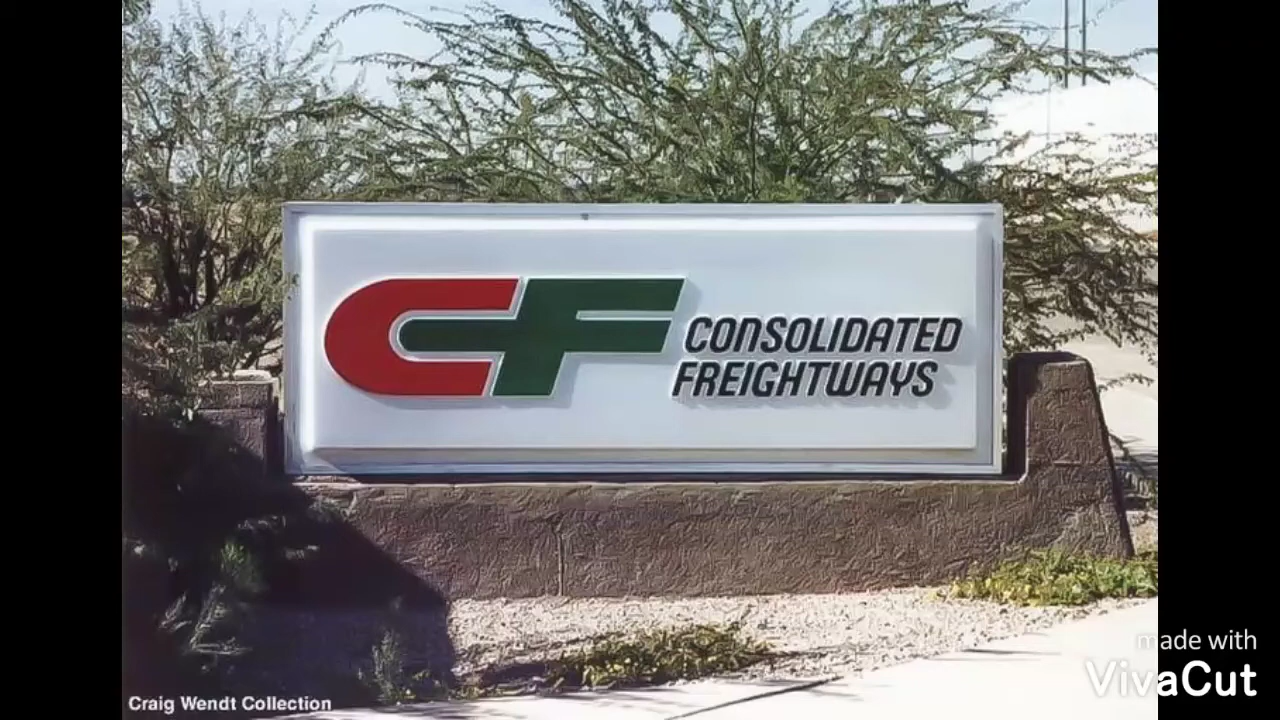 CF
CONSOLIDATED
FREIGHTWAYS
Craig Wendt Collection
made with
VivaCut